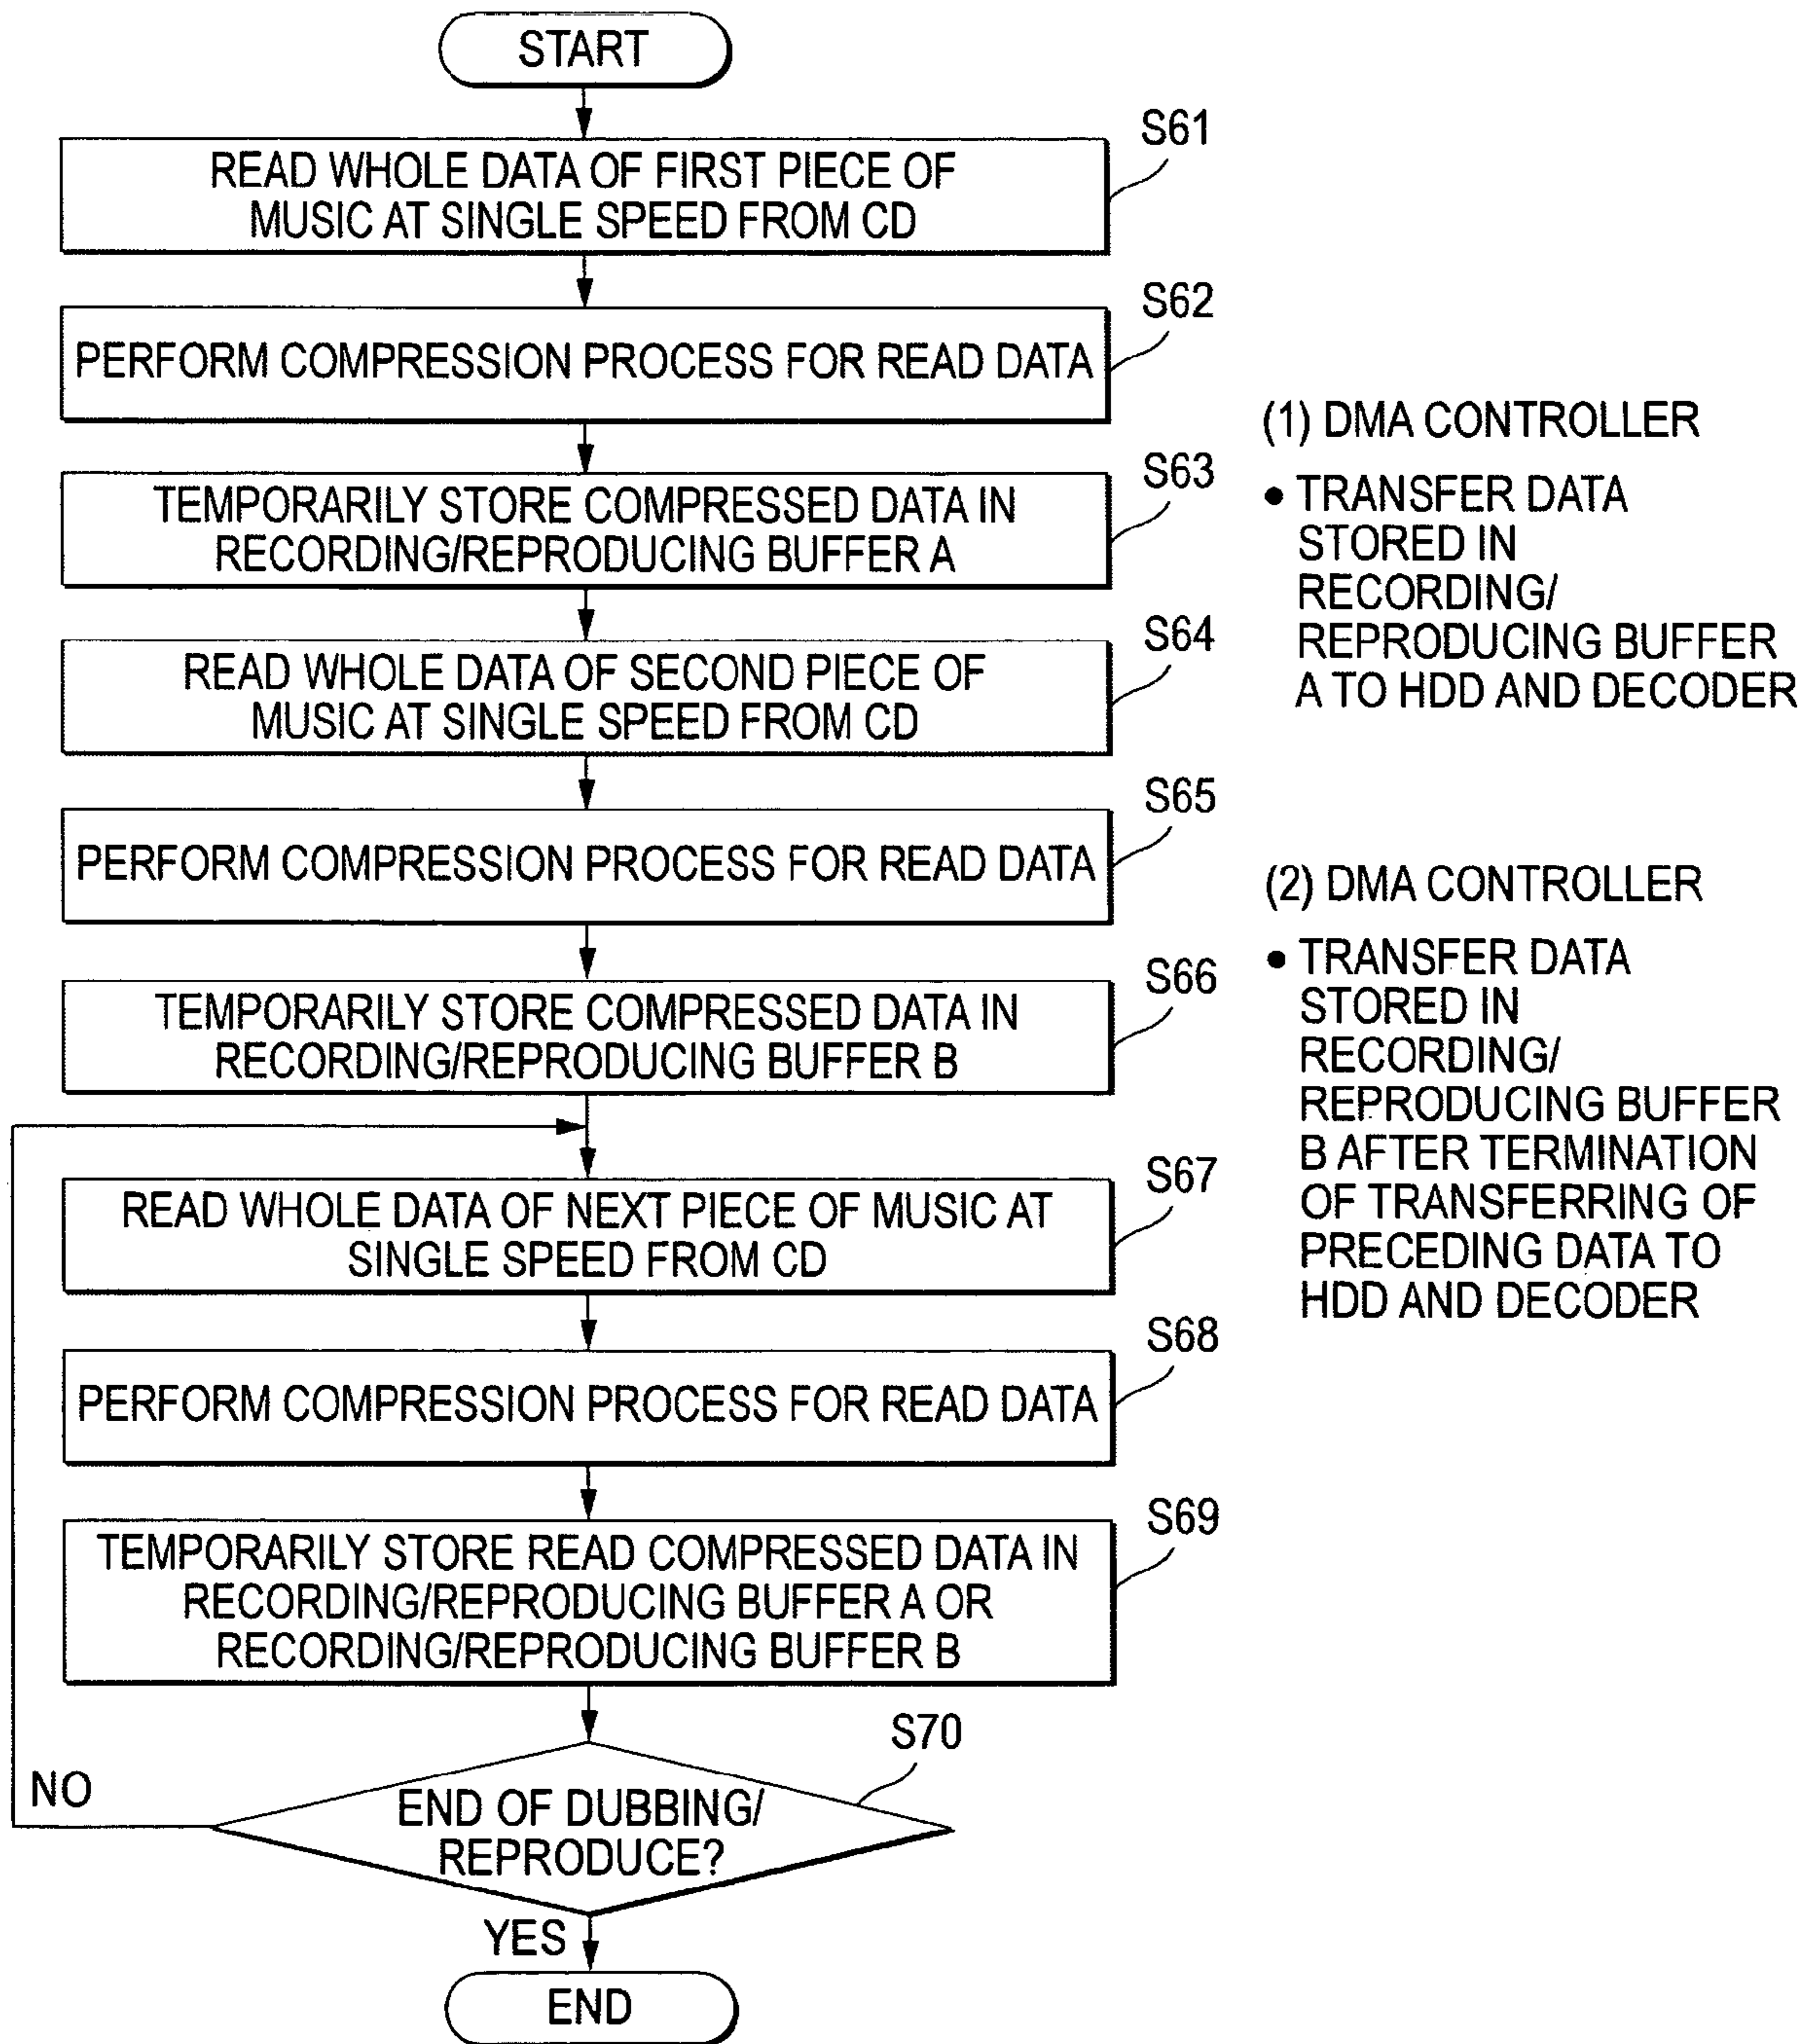 START
S61
READ WHOLE DATA OF FIRST PIECE OF
MUSIC AT SINGLE SPEED FROM CD
S62
PERFORM COMPRESSION PROCESS FOR READ DATA
S63
TEMPORARILY STORE COMPRESSED DATA IN
RECORDING/REPRODUCING BUFFER A
S64
READ WHOLE DATA OF SECOND PIECE OF
MUSIC AT SINGLE SPEED FROM CD
S65
PERFORM COMPRESSION PROCESS FOR READ DATA
S66
TEMPORARILY STORE COMPRESSED DATA IN
RECORDING/REPRODUCING BUFFER B
S67
READ WHOLE DATA OF NEXT PIECE OF MUSIC AT
SINGLE SPEED FROM CD
S68
PERFORM COMPRESSION PROCESS FOR READ DATA
S69
TEMPORARILY STORE READ COMPRESSED DATA IN
RECORDING/REPRODUCING BUFFER A OR
RECORDING/REPRODUCING BUFFER B
S70
END OF DUBBING/
REPRODUCE?
NO
YES
END
(1) DMA CONTROLLER
• TRANSFER DATA
STORED IN
RECORDING/
REPRODUCING BUFFER
A TO HDD AND DECODER
(2) DMA CONTROLLER
• TRANSFER DATA
STORED IN
RECORDING/
REPRODUCING BUFFER
B AFTER TERMINATION
OF TRANSFERRING OF
PRECEDING DATA TO
HDD AND DECODER